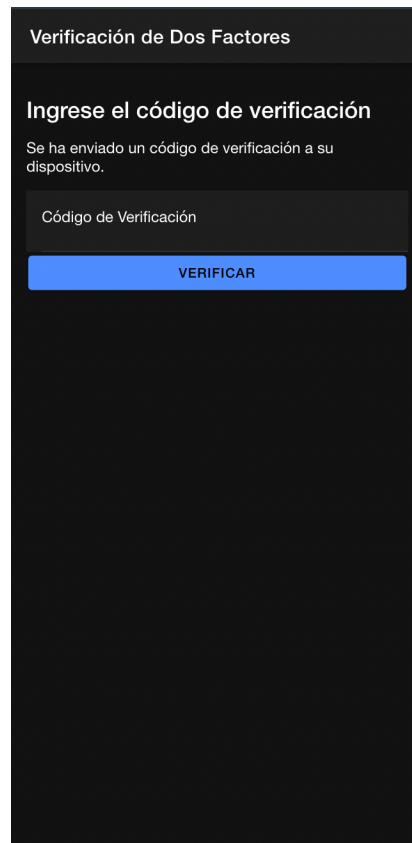 Verificación de Dos Factores
Ingrese el código de verificación
Se ha enviado un código de verificación a su
dispositivo.
Código de Verificación
VERIFICAR